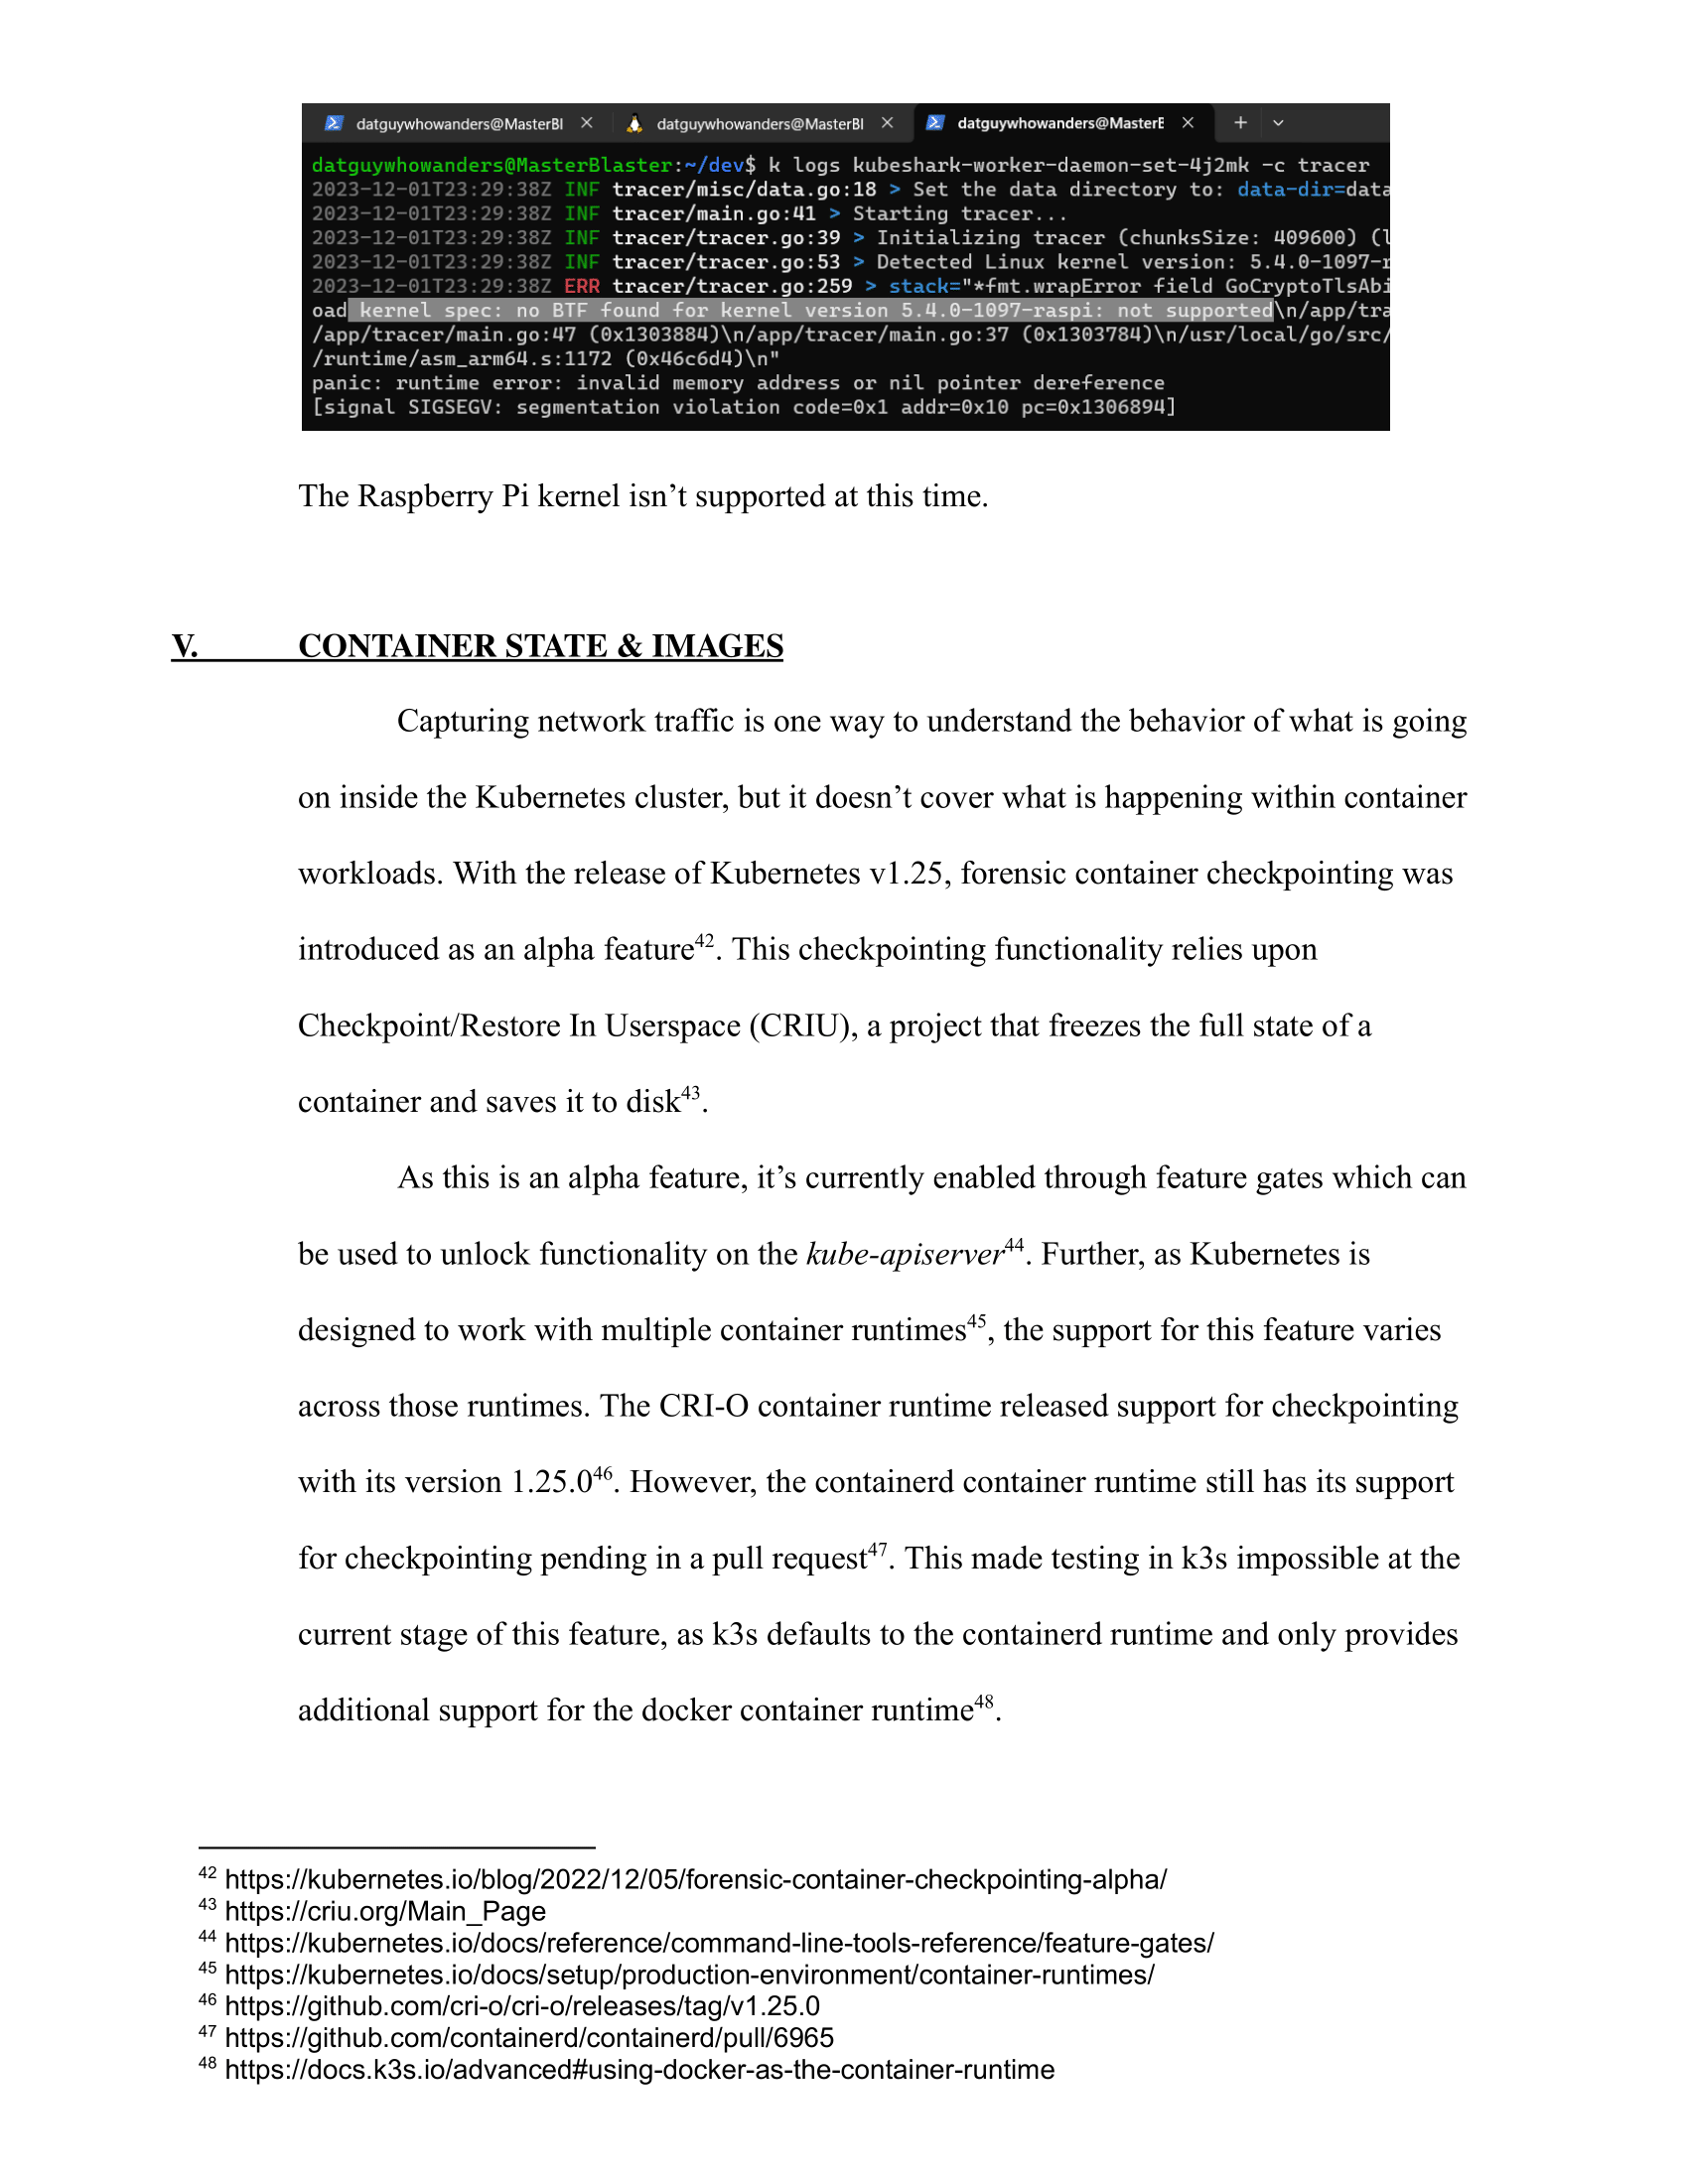 datguywhowanders@MasterBl datguywhowanders@MasterBl datguywhowanders@MasterB
datguywhowanders@MasterBlaster:~/dev$ k logs kubeshark-worker-daemon-set-4j2mk -c tracer
2023-12-01T23:29:38Z INF tracer/misc/data.go:18 > Set the data directory to: data-dir=data
2023-12-01T23:29:38Z INF tracer/main.go:41 > Starting tracer...
2023-12-01T23:29:38Z INF tracer/tracer.go:39 > Initializing tracer (chunksSize: 409600) (l
2023-12-01T23:29:38Z INF tracer/tracer.go:53 > Detected Linux kernel version: 5.4.0-1097-r
2023-12-01T23:29:38Z ERR tracer/tracer.go:259 > stack="*fmt.wrapError field GoCryptoTlsAbi
oad kernel spec: no BTF found for kernel version 5.4.0-1097-raspi: not supported\n/app/tra
/app/tracer/main.go:47 (0x1303884)\n/app/tracer/main.go:37 (0x1303784)\n/usr/local/go/src/
/runtime/asm_arm64.s:1172 (0x46c6d4)\n"
panic: runtime error: invalid memory address or nil pointer dereference
[signal SIGSEGV: segmentation violation code=0x1 addr=0x10 pc=0x1306894]
The Raspberry Pi kernel isn’t supported at this time.
V. CONTAINER STATE & IMAGES
Capturing network traffic is one way to understand the behavior of what is going
on inside the Kubernetes cluster, but it doesn’t cover what is happening within container
workloads. With the release of Kubernetes v1.25, forensic container checkpointing was
introduced as an alpha feature42. This checkpointing functionality relies upon
Checkpoint/Restore In Userspace (CRIU), a project that freezes the full state of a
container and saves it to disk43.
As this is an alpha feature, it’s currently enabled through feature gates which can
be used to unlock functionality on the kube-apiserver44. Further, as Kubernetes is
designed to work with multiple container runtimes45, the support for this feature varies
across those runtimes. The CRI-O container runtime released support for checkpointing
with its version 1.25.046. However, the containerd container runtime still has its support
for checkpointing pending in a pull request47. This made testing in k3s impossible at the
current stage of this feature, as k3s defaults to the containerd runtime and only provides
additional support for the docker container runtime48.
42 https://kubernetes.io/blog/2022/12/05/forensic-container-checkpointing-alpha/
43 https://criu.org/Main_Page
44 https://kubernetes.io/docs/reference/command-line-tools-reference/feature-gates/
45 https://kubernetes.io/docs/setup/production-environment/container-runtimes/
46 https://github.com/cri-o/cri-o/releases/tag/v1.25.0
47 https://github.com/containerd/containerd/pull/6965
48 https://docs.k3s.io/advanced#using-docker-as-the-container-runtime